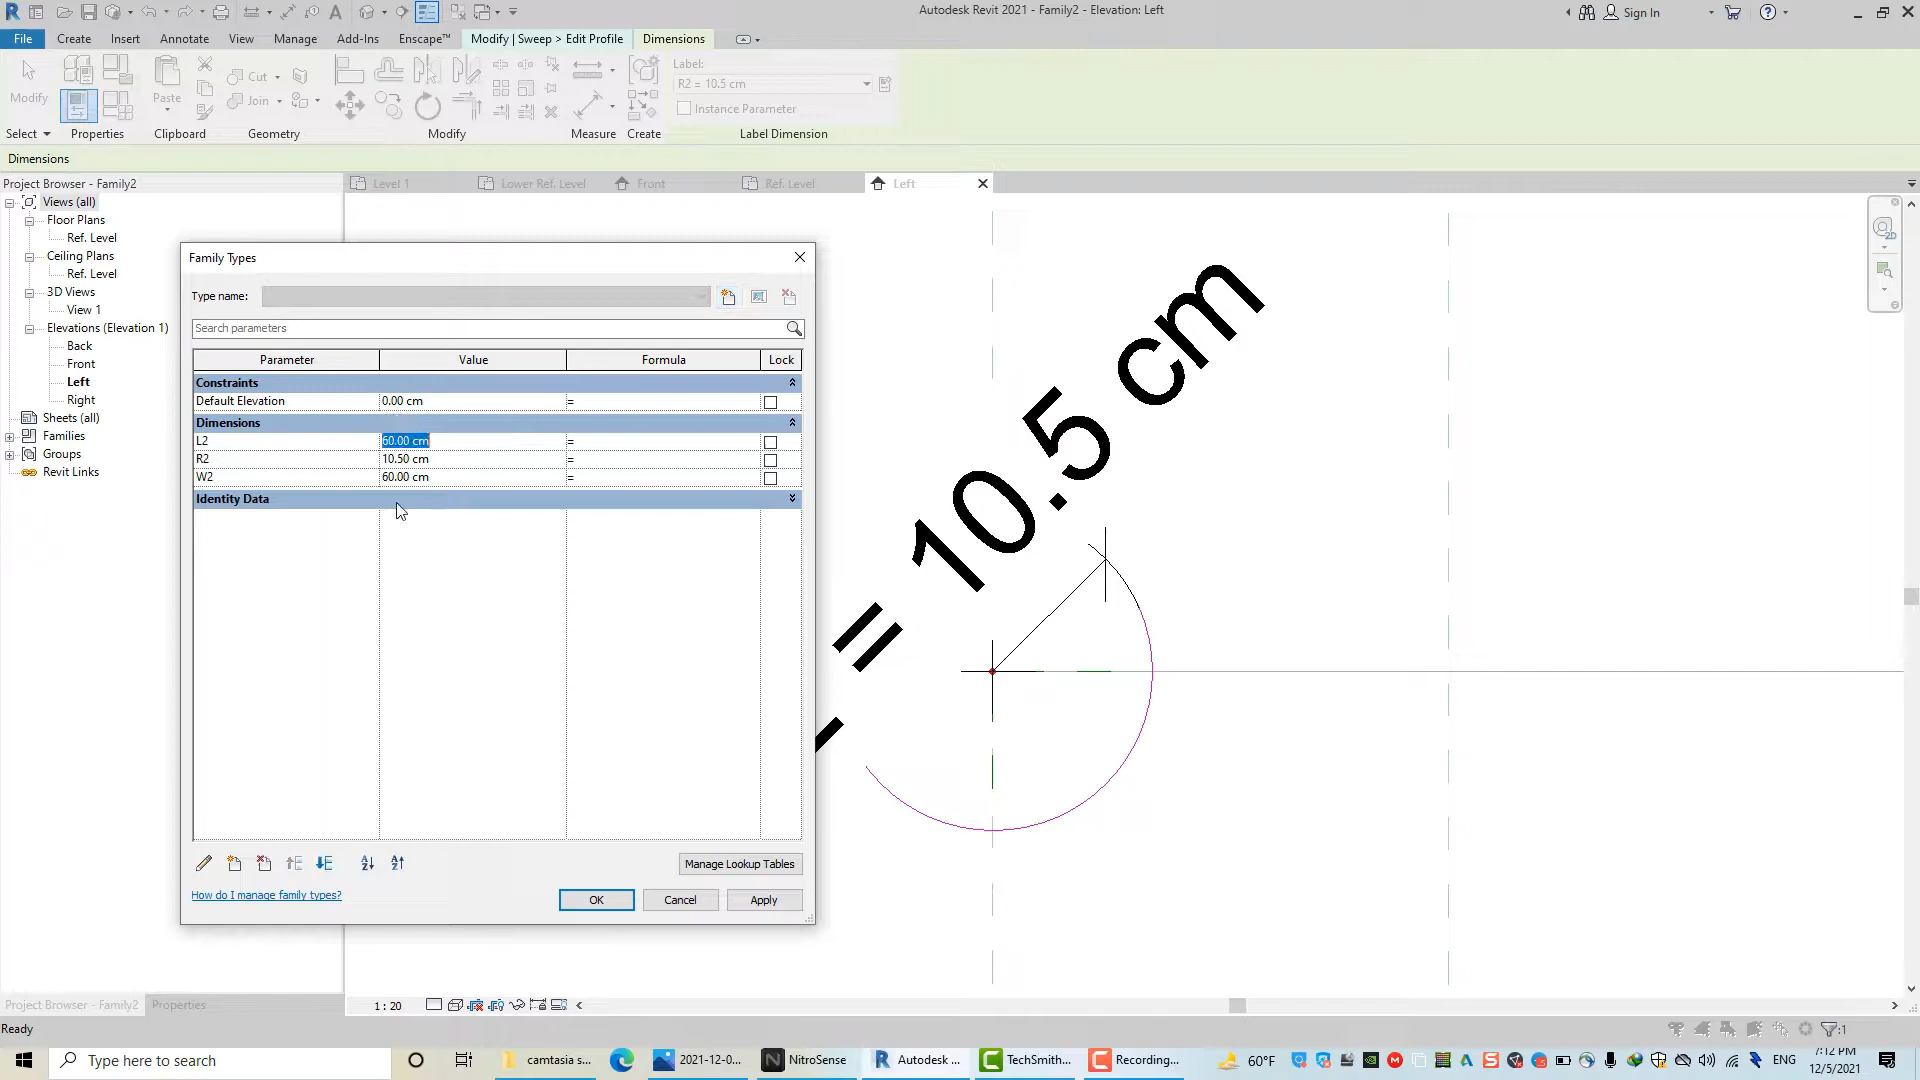 Autodesk Revit 2021 - Family2 - Elevation: Left
Sign In
File Create Insert Annotate View Manage Add-Ins Enscape™ Modify | Sweep > Edit Profile Dimensions
Modify
Paste
Cut
Join
Label:
R2 = 10.5 cm
Instance Parameter
Select Properties Clipboard Geometry Modify Measure Create Label Dimension
Dimensions
Project Browser - Family2
Level 1 Lower Ref. Level Front Ref. Level Left
Views (all)
Floor Plans
Ref. Level
Ceiling Plans
Ref. Level
3D Views
View 1
Elevations (Elevation 1)
Back
Front
Left
Right
Sheets (all)
Families
Groups
Revit Links
Family Types
Type name:
Search parameters
Parameter Value Formula Lock
Constraints
Default Elevation 0.00 cm =
Dimensions
L2 60.00 cm =
R2 10.50 cm =
W2 60.00 cm =
Identity Data
Manage Lookup Tables
How do I manage family types?
OK Cancel Apply
= 10.5 cm
2D
Project Browser - Family2 Properties
1 : 20
Ready
:1
Type here to search
camtasia s...
2021-12-0...
NitroSense
Autodesk ...
TechSmith...
Recording...
60°F
ENG
7:12 PM
12/5/2021